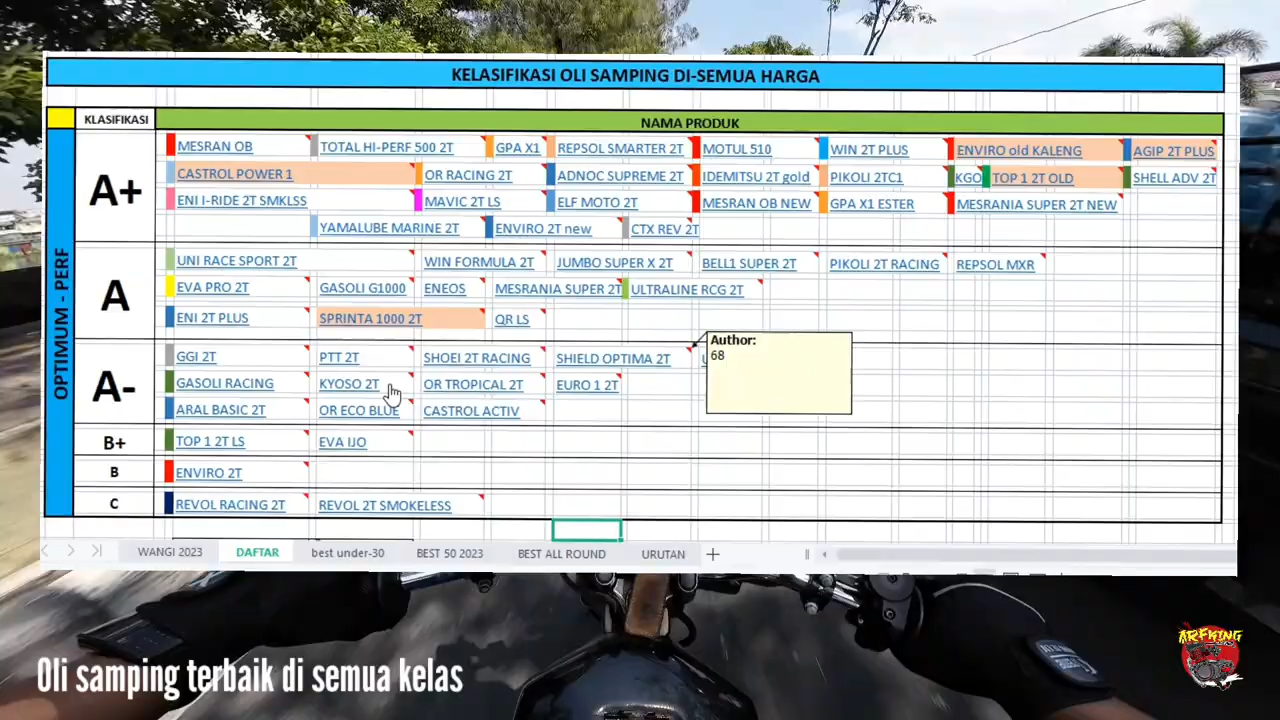 KELASIFIKASI OLI SAMPING DI-SEMUA HARGA
KLASIFIKASI NAMA PRODUK
OPTIMUM - PERF
A+
MESRAN OB TOTAL HI-PERF 500 2T GPA X1 REPSOL SMARTER 2T MOTUL 510 WIN 2T PLUS ENVIRO old KALENG AGIP 2T PLUS
CASTROL POWER 1 OR RACING 2T ADNOC SUPREME 2T IDEMITSU 2T gold PIKOLI 2TC1 KGO TOP 1 2T OLD SHELL ADV 2T
ENI I-RIDE 2T SMKLSS MAVIC 2T LS ELF MOTO 2T MESRAN OB NEW GPA X1 ESTER MESRANIA SUPER 2T NEW
YAMALUBE MARINE 2T ENVIRO 2T new CTX REV 2T
A
UNI RACE SPORT 2T WIN FORMULA 2T JUMBO SUPER X 2T BELL1 SUPER 2T PIKOLI 2T RACING REPSOL MXR
EVA PRO 2T GASOLI G1000 ENEOS MESRANIA SUPER 2T ULTRALINE RCG 2T
ENI 2T PLUS SPRINTA 1000 2T QR LS
A-
GGI 2T PTT 2T SHOEI 2T RACING SHIELD OPTIMA 2T
GASOLI RACING KYOSO 2T OR TROPICAL 2T EURO 1 2T
ARAL BASIC 2T OR ECO BLUE CASTROL ACTIV
Author:
68
B+ TOP 1 2T LS EVA IJO
B ENVIRO 2T
C REVOL RACING 2T REVOL 2T SMOKELESS
WANGI 2023 DAFTAR best under-30 BEST 50 2023 BEST ALL ROUND URUTAN
Oli samping terbaik di semua kelas
ARFKING